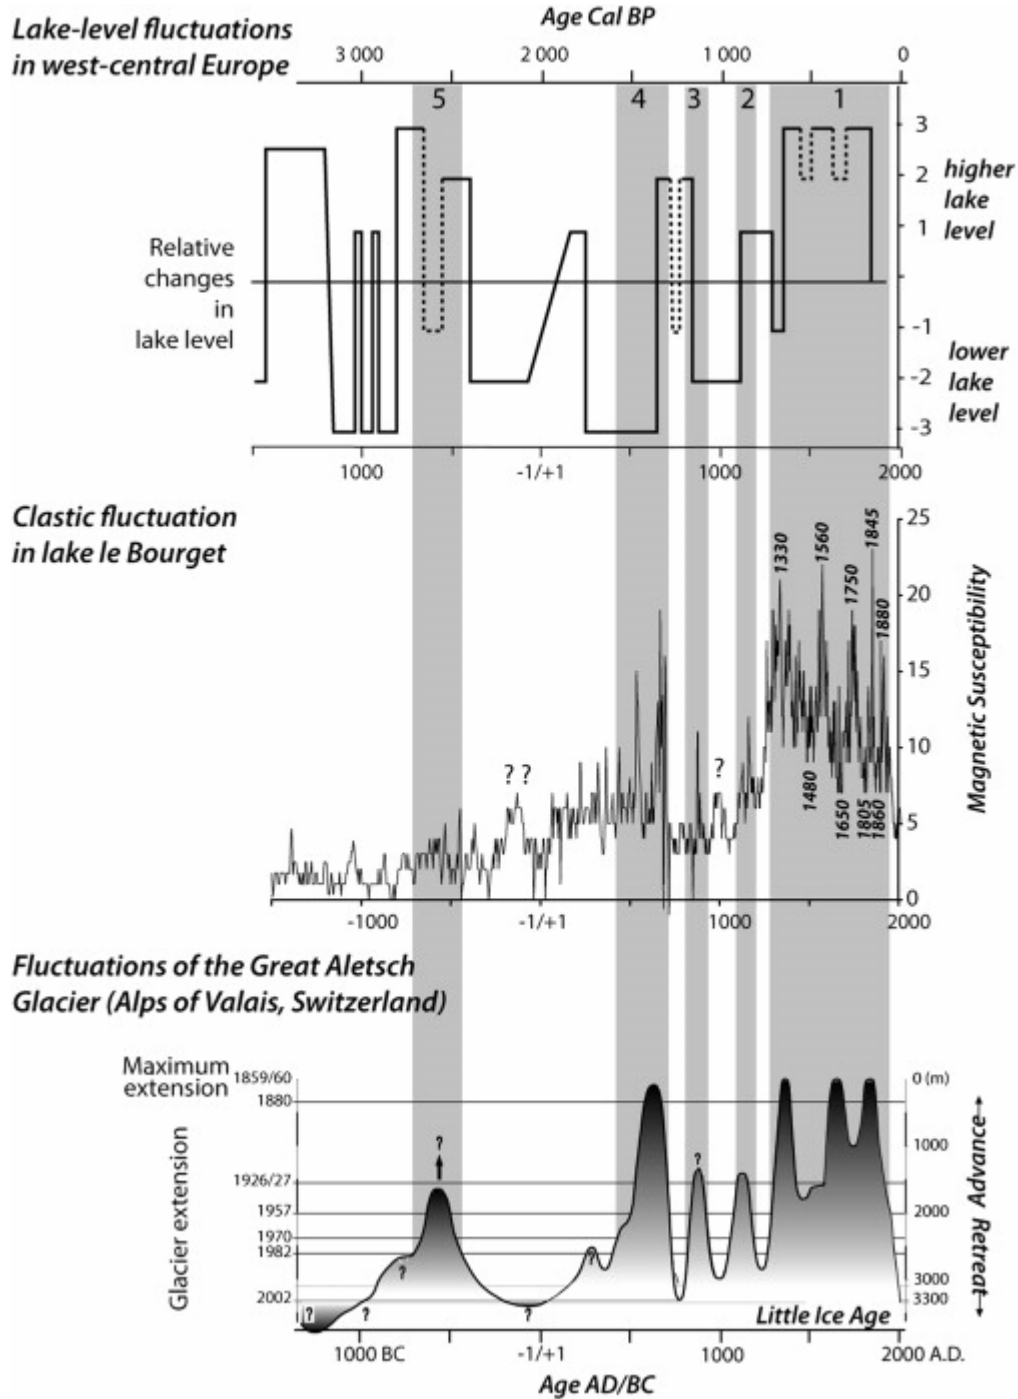 Lake-level fluctuations
in west-central Europe
Age Cal BP
3 000
2 000
1 000
0
5
4
3
2
1
3
2
1
-1
-2
-3
higher
lake
level
lower
lake
level
Relative
changes
in
lake level
1000
-1/+1
1000
2000
Clastic fluctuation
in lake le Bourget
25
20
15
10
5
0
Magnetic Susceptibility
1330
1560
1750
1845
1880
1480
1650
1805
1860
? ?
?
-1000
-1/+1
1000
2000
Fluctuations of the Great Aletsch
Glacier (Alps of Valais, Switzerland)
Maximum
extension
Glacier extension
1859/60
1880
1926/27
1957
1970
1982
2002
0 (m)
1000
2000
3000
3300
Advance
Retreat
?
?
?
?
?
?
?
Little Ice Age
1000 BC
-1/+1
1000
2000 A.D.
Age AD/BC